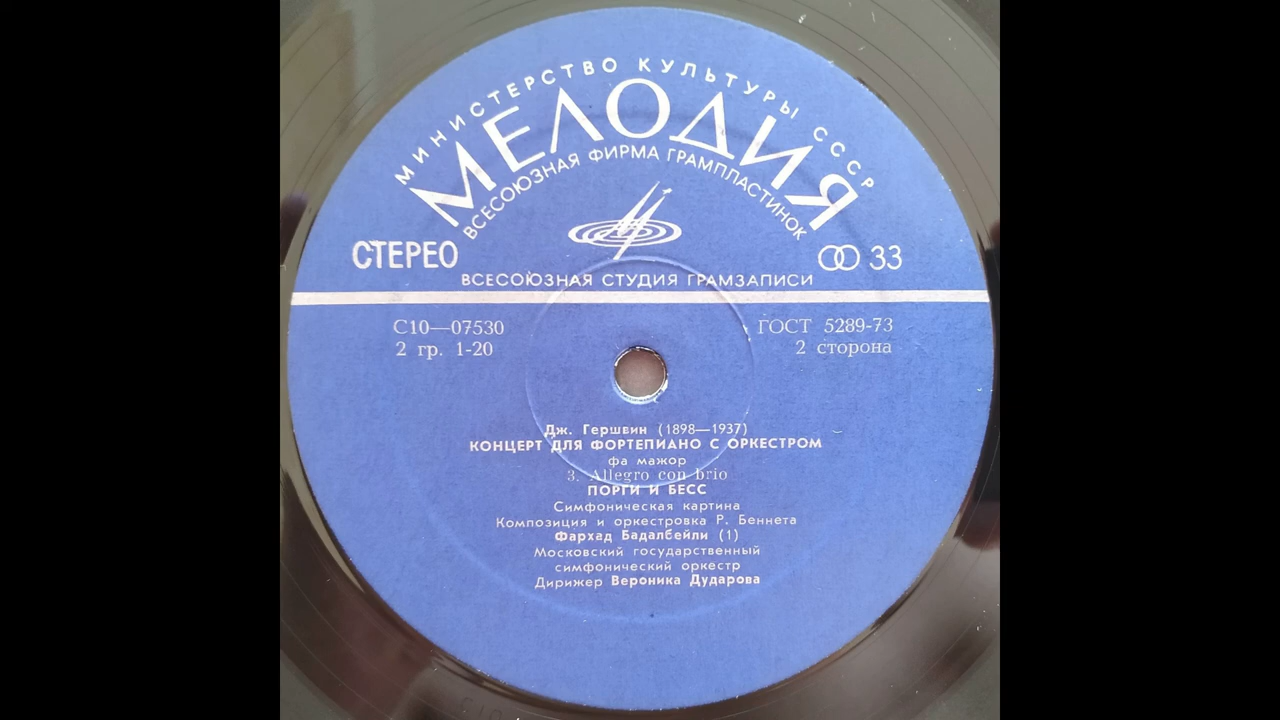 МИНИСТЕРСТВО КУЛЬТУРЫ СССР
МЕЛОДИЯ
ВСЕСОЮЗНАЯ ФИРМА ГРАМПЛАСТИНОК
СТЕРЕО
33
ВСЕСОЮЗНАЯ СТУДИЯ ГРАМЗАПИСИ
С10—07530
ГОСТ 5289-73
2 гр. 1-20
2 сторона
Дж. Гершвин (1898—1937)
КОНЦЕРТ ДЛЯ ФОРТЕПИАНО С ОРКЕСТРОМ
фа мажор
3. Allegro con brio
ПОРГИ И БЕСС
Симфоническая картина
Композиция и оркестровка Р. Беннета
Фархад Бадалбейли (1)
Московский государственный
симфонический оркестр
Дирижер Вероника Дударова